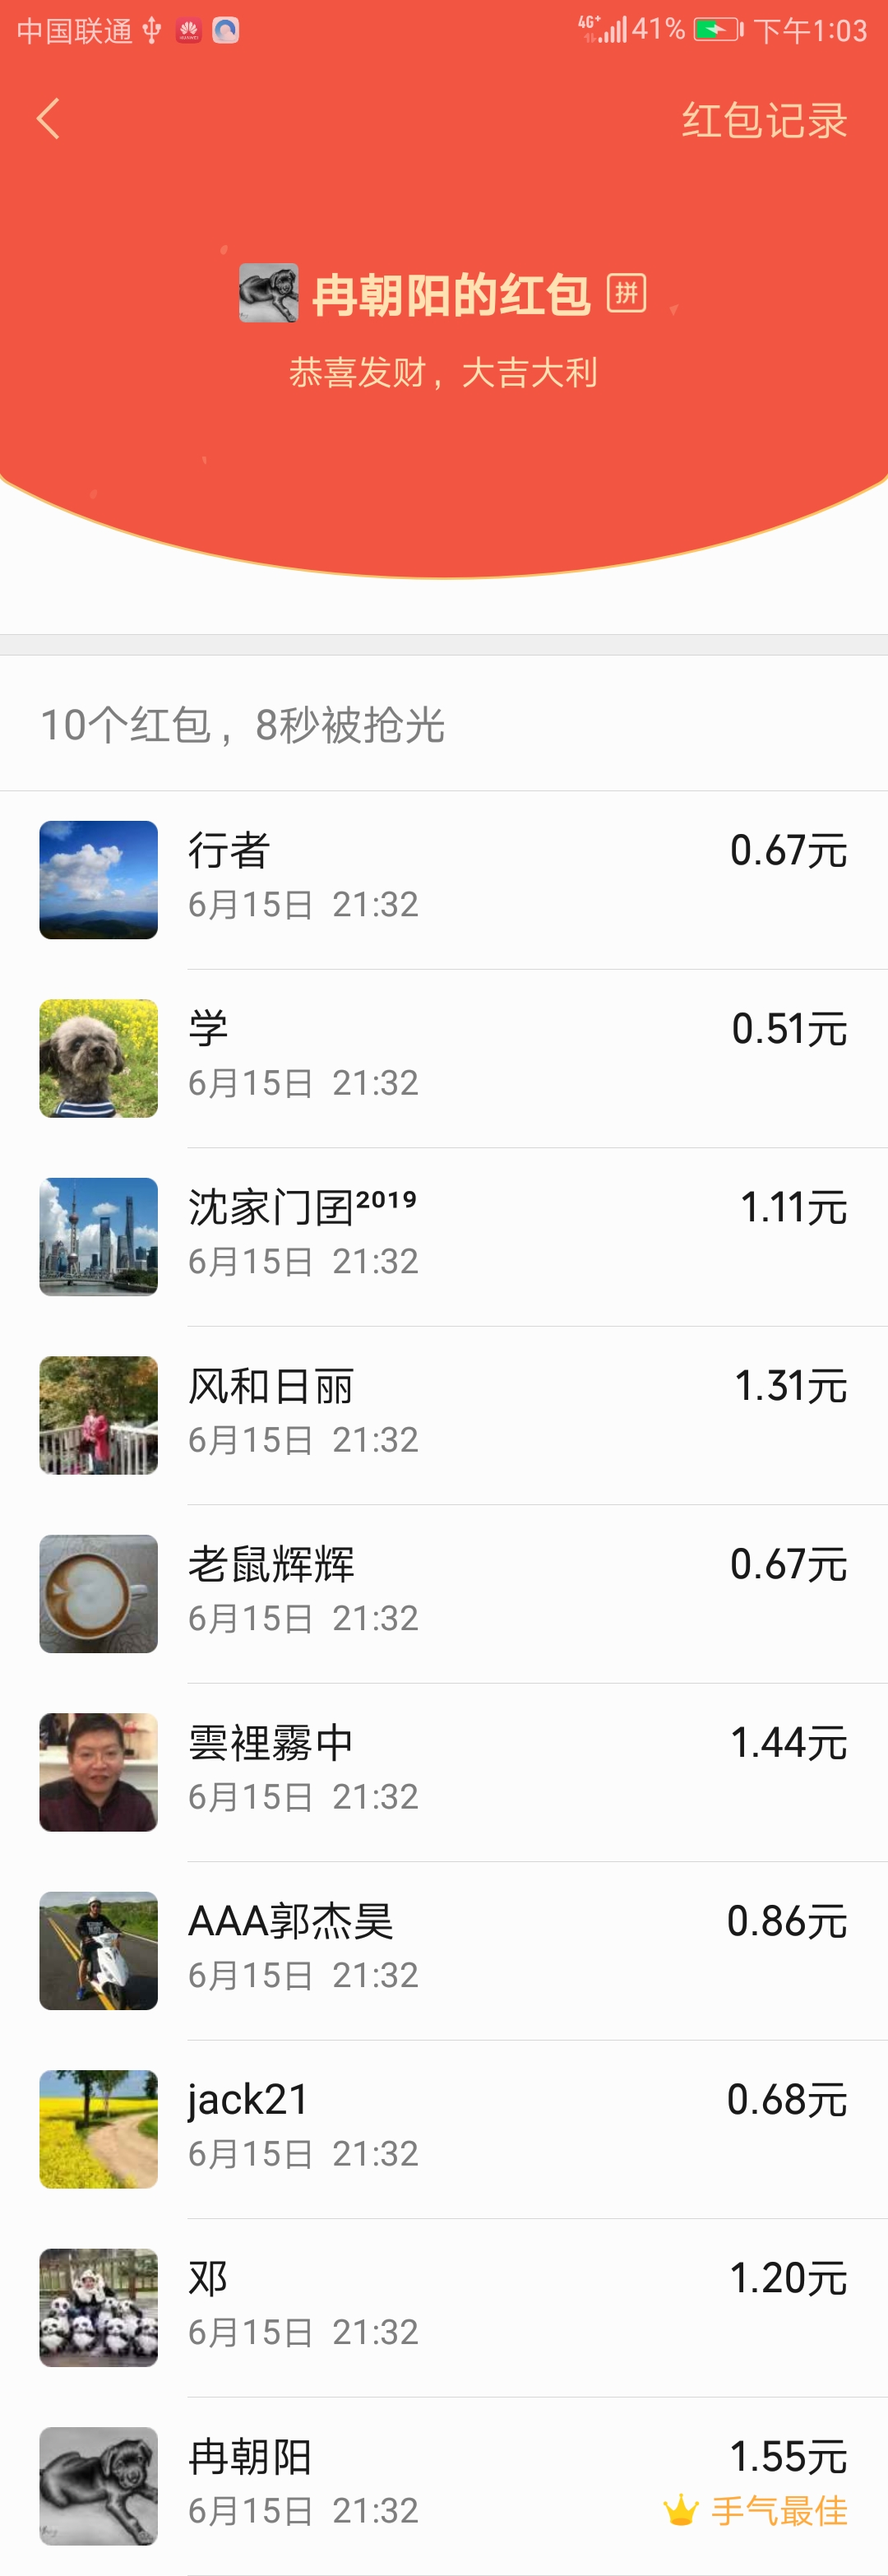 中国联通 4G+ 41% 下午1:03
红包记录
冉朝阳的红包 拼
恭喜发财，大吉大利
10个红包，8秒被抢光
行者 0.67元
6月15日 21:32
学 0.51元
6月15日 21:32
沈家门囝²⁰¹⁹ 1.11元
6月15日 21:32
风和日丽 1.31元
6月15日 21:32
老鼠辉辉 0.67元
6月15日 21:32
雲裡霧中 1.44元
6月15日 21:32
AAA郭杰昊 0.86元
6月15日 21:32
jack21 0.68元
6月15日 21:32
邓 1.20元
6月15日 21:32
冉朝阳 1.55元
6月15日 21:32 手气最佳